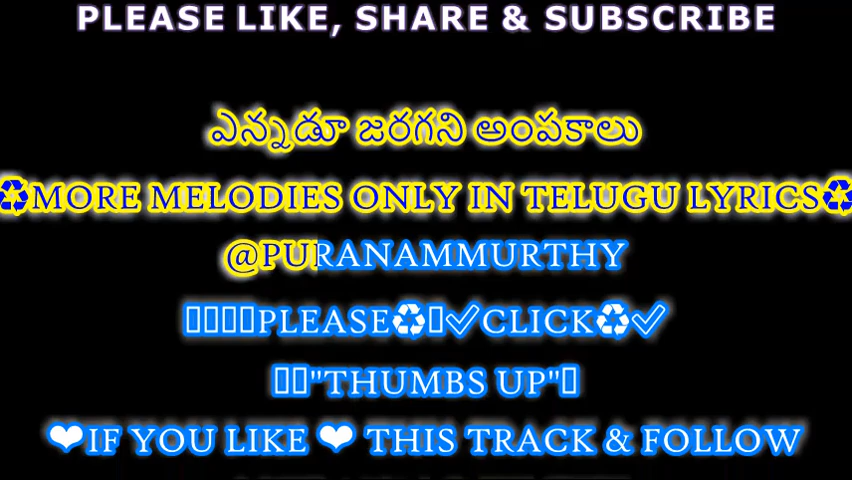 PLEASE LIKE, SHARE & SUBSCRIBE
ఎన్నడూ జరగని అంపకాలు
♻MORE MELODIES ONLY IN TELUGU LYRICS♻
@PURANAMMURTHY
▯▯▯▯PLEASE♻▯✓CLICK♻✓
▯▯"THUMBS UP"▯
❤IF YOU LIKE ❤ THIS TRACK & FOLLOW